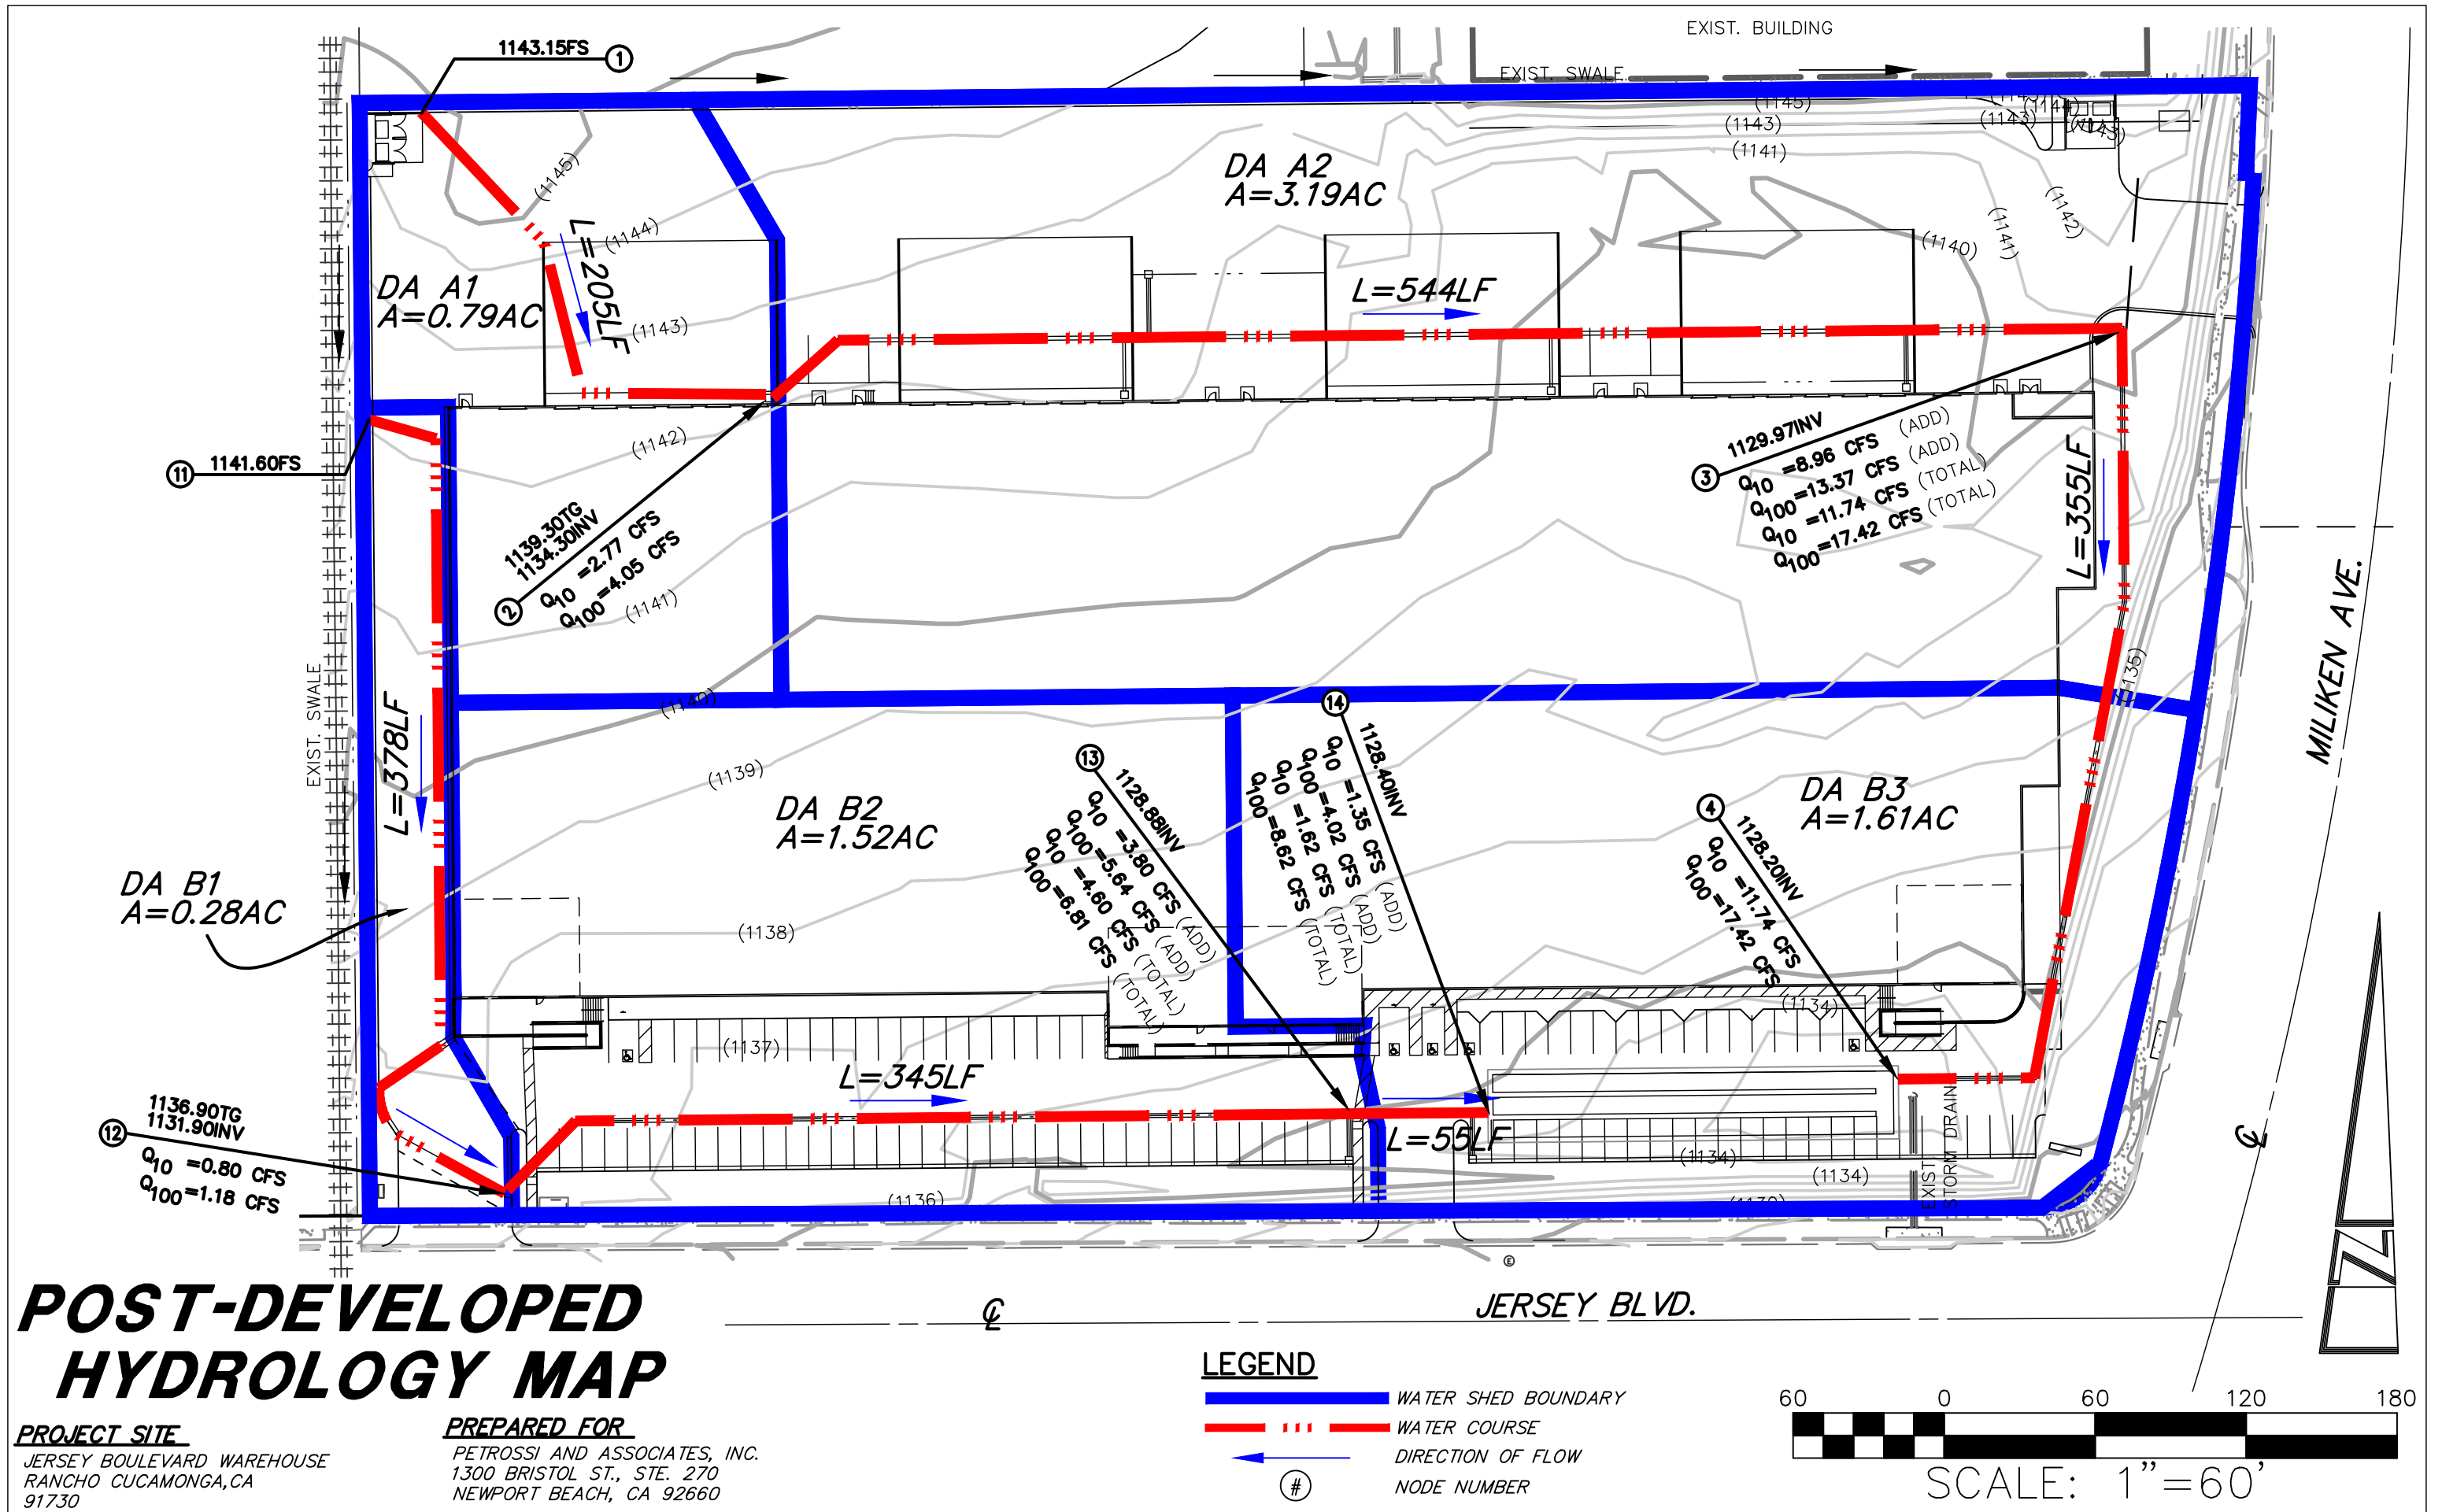 EXIST. BUILDING
1143.15FS
1
EXIST. SWALE
(1145)
(1144)
(1143)
(1143)
(1143)
(1141)
(1145)
DA A2
A=3.19AC
(1142)
(1141)
(1140)
(1144)
L=205LF
DA A1
A=0.79AC
(1143)
L=544LF
(1142)
11
1141.60FS
1139.30TG
1134.30INV
2
Q10 =2.77 CFS
Q100=4.05 CFS
(1141)
1129.97INV
3
Q10 =8.96 CFS (ADD)
Q100=13.37 CFS (ADD)
Q10 =11.74 CFS (TOTAL)
Q100=17.42 CFS (TOTAL)
L=355LF
MILIKEN AVE.
EXIST. SWALE
L=378LF
(1140)
(1139)
(1135)
DA B2
A=1.52AC
13
1128.88INV
Q10 =3.80 CFS (ADD)
Q100=5.64 CFS (ADD)
Q10 =4.60 CFS (TOTAL)
Q100=6.81 CFS (TOTAL)
14
1128.40INV
Q10 =1.35 CFS (ADD)
Q100=4.02 CFS (ADD)
Q10 =1.62 CFS (TOTAL)
Q100=8.62 CFS (TOTAL)
4
1128.20INV
Q10 =11.74 CFS
Q100=17.42 CFS
DA B3
A=1.61AC
DA B1
A=0.28AC
(1138)
(1134)
(1137)
L=345LF
L=55LF
EXIST.
STORM DRAIN
(1134)
(1134)
(1136)
1136.90TG
1131.90INV
12
Q10 =0.80 CFS
Q100=1.18 CFS
JERSEY BLVD.
POST-DEVELOPED
HYDROLOGY MAP
PROJECT SITE
JERSEY BOULEVARD WAREHOUSE
RANCHO CUCAMONGA,CA
91730
PREPARED FOR
PETROSSI AND ASSOCIATES, INC.
1300 BRISTOL ST., STE. 270
NEWPORT BEACH, CA 92660
LEGEND
WATER SHED BOUNDARY
WATER COURSE
DIRECTION OF FLOW
# NODE NUMBER
60 0 60 120 180
SCALE: 1"=60'
N